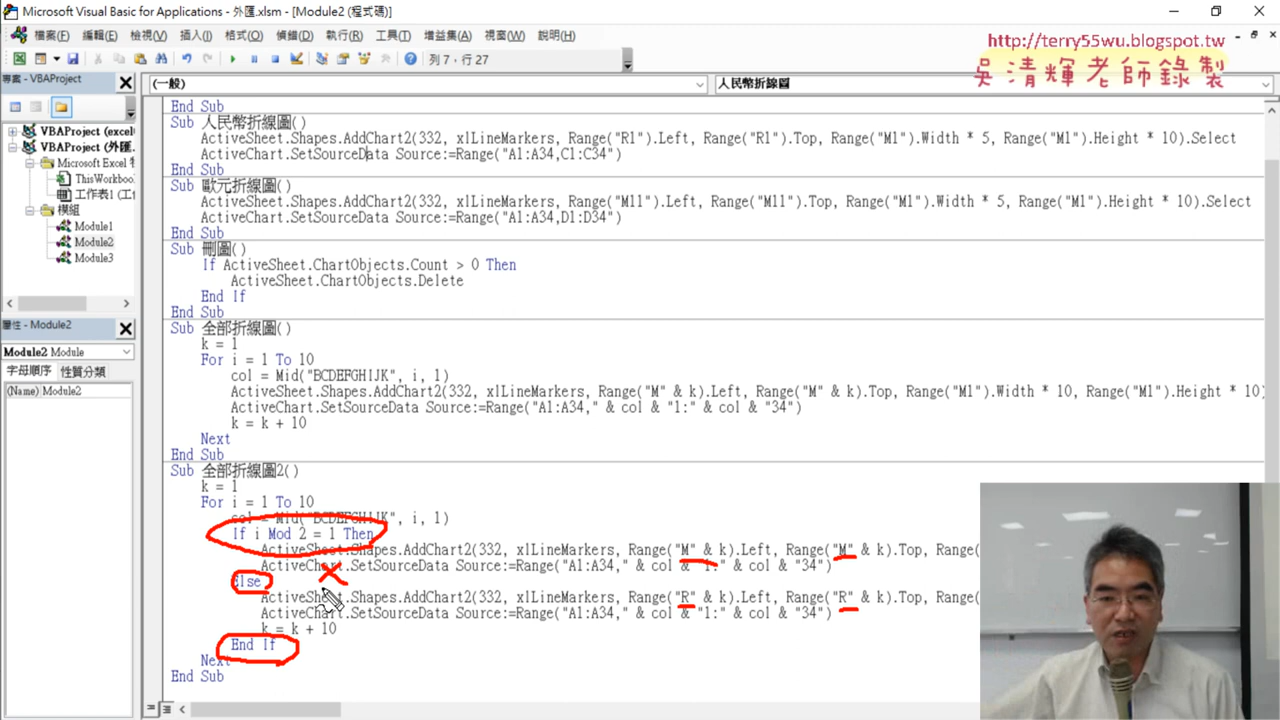 Microsoft Visual Basic for Applications - 外匯.xlsm - [Module2 (程式碼)]
檔案(F) 編輯(E) 檢視(V) 插入(I) 格式(O) 偵錯(D) 執行(R) 工具(T) 增益集(A) 視窗(W) 說明(H)
http://terry55wu.blogspot.tw
吳清輝老師錄製
列 7，行 27
專案 - VBAProject
(一般)
人民幣折線圖
VBAProject (excel
VBAProject (外匯.
Microsoft Excel
ThisWorkboo
工作表1 (工
模組
Module1
Module2
Module3
屬性 - Module2
Module2 Module
字母順序 性質分類
(Name) Module2
End Sub
Sub 人民幣折線圖()
ActiveSheet.Shapes.AddChart2(332, xlLineMarkers, Range("R1").Left, Range("R1").Top, Range("M1").Width * 5, Range("M1").Height * 10).Select
ActiveChart.SetSourceData Source:=Range("A1:A34,C1:C34")
End Sub
Sub 歐元折線圖()
ActiveSheet.Shapes.AddChart2(332, xlLineMarkers, Range("M11").Left, Range("M11").Top, Range("M1").Width * 5, Range("M1").Height * 10).Select
ActiveChart.SetSourceData Source:=Range("A1:A34,D1:D34")
End Sub
Sub 刪圖()
If ActiveSheet.ChartObjects.Count > 0 Then
ActiveSheet.ChartObjects.Delete
End If
End Sub
Sub 全部折線圖()
k = 1
For i = 1 To 10
col = Mid("BCDEFGHIJK", i, 1)
ActiveSheet.Shapes.AddChart2(332, xlLineMarkers, Range("M" & k).Left, Range("M" & k).Top, Range("M1").Width * 10, Range("M1").Height * 10)
ActiveChart.SetSourceData Source:=Range("A1:A34," & col & "1:" & col & "34")
k = k + 10
Next
End Sub
Sub 全部折線圖2()
k = 1
For i = 1 To 10
col = Mid("BCDEFGHIJK", i, 1)
If i Mod 2 = 1 Then
ActiveSheet.Shapes.AddChart2(332, xlLineMarkers, Range("M" & k).Left, Range("M" & k).Top,
ActiveChart.SetSourceData Source:=Range("A1:A34," & col & "1:" & col & "34")
Else
ActiveSheet.Shapes.AddChart2(332, xlLineMarkers, Range("R" & k).Left, Range("R" & k).Top,
ActiveChart.SetSourceData Source:=Range("A1:A34," & col & "1:" & col & "34")
k = k + 10
End If
Next
End Sub